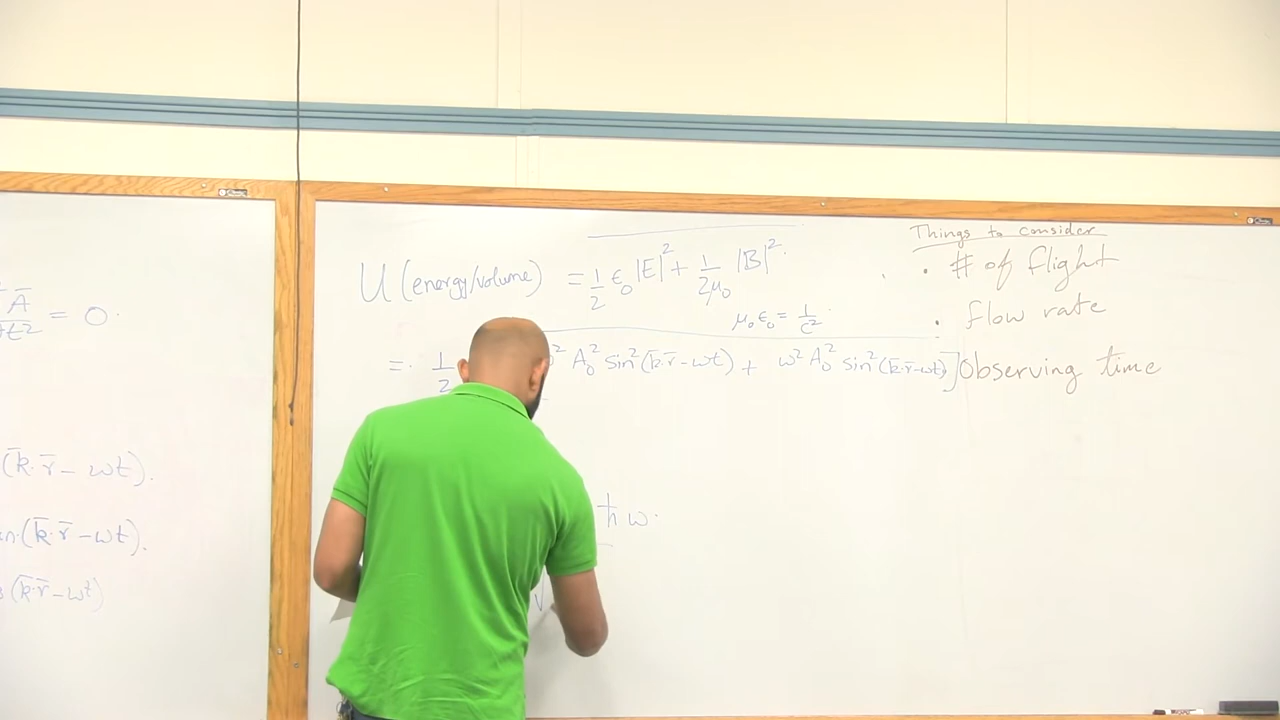 Ā
∂t² = 0.
(k̄·r̄ - ωt).
(k̄·r̄ - ωt).
(k̄·r̄ - ωt)
U (energy/volume) = 1/2 ε₀ |E|² + 1/2μ₀ |B|².
μ₀ε₀ = 1/c²
=. 1/2 ² A₀² sin² (k̄·r̄ - ωt) + ω² A₀² sin² (k̄·r̄ - ωt)]
ħω.
V
Things to consider
• # of flight
• flow rate
Observing time